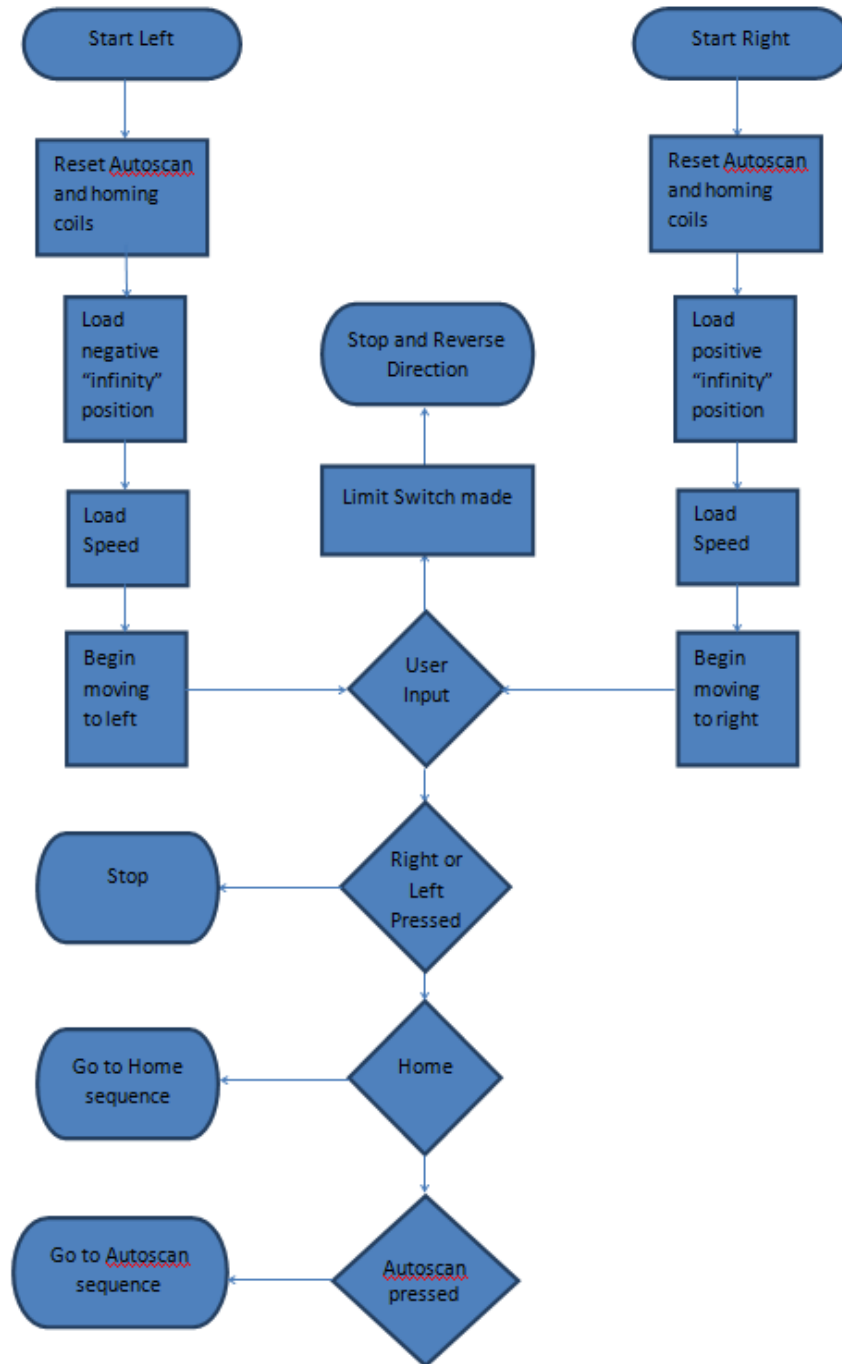 Start Left
Start Right
Reset Autoscan
and homing
coils
Reset Autoscan
and homing
coils
Load
negative
“infinity”
position
Stop and Reverse
Direction
Load
positive
“infinity”
position
Limit Switch made
Load
Speed
Load
Speed
Begin
moving
to left
User
Input
Begin
moving
to right
Stop
Right or
Left
Pressed
Go to Home
sequence
Home
Go to Autoscan
sequence
Autoscan
pressed